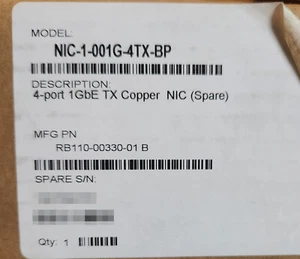 MODEL:
NIC-1-001G-4TX-BP
DESCRIPTION:
4-port 1GbE TX Copper NIC (Spare)
MFG PN
RB110-00330-01 B
SPARE S/N:
Qty: 1